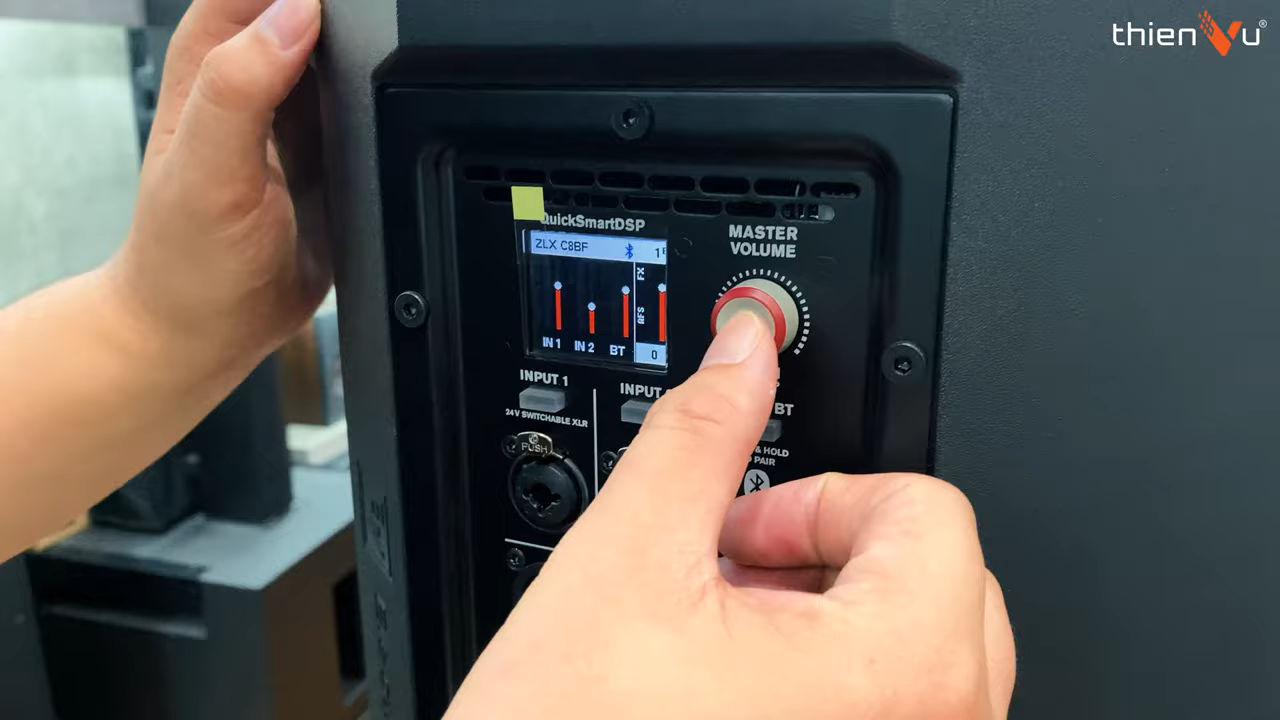 thienVu®
QuickSmartDSP
ZLX C8BF
FX
AFS
IN 1 IN 2 BT 0
MASTER
VOLUME
INPUT 1
INPUT
24V SWITCHABLE XLR
BT
& HOLD
PAIR
PUSH